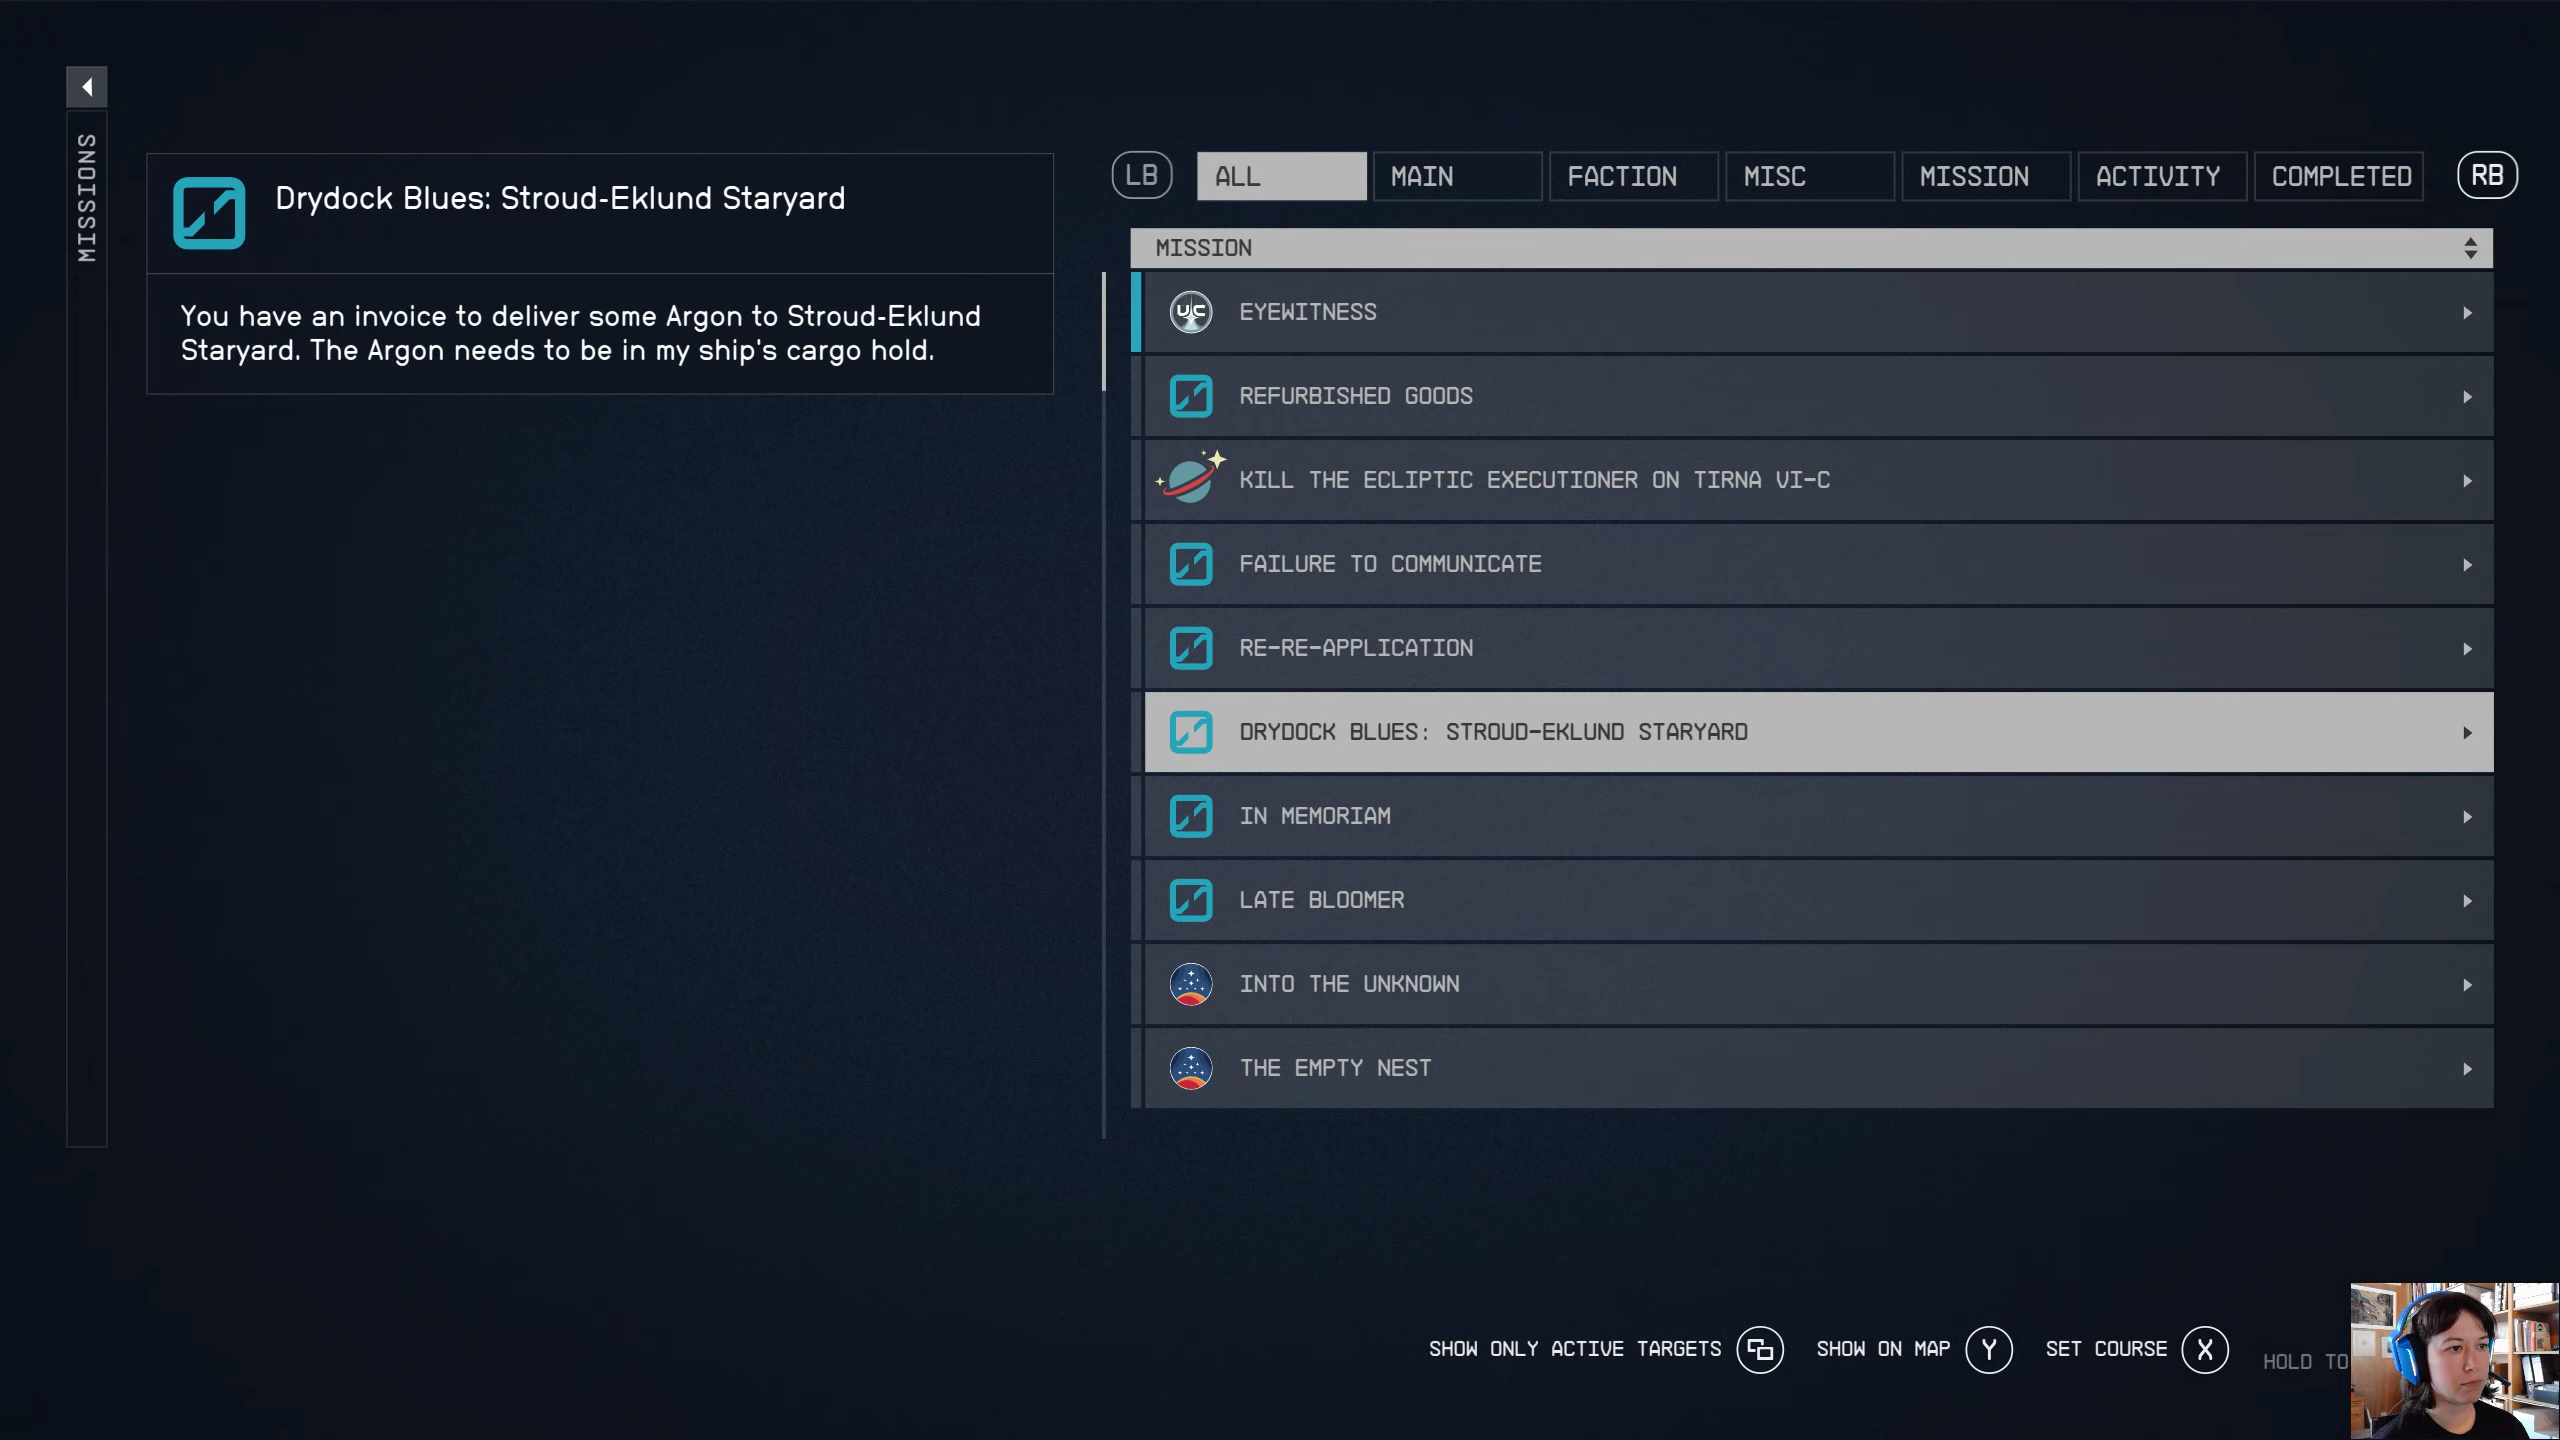 MISSIONS
Drydock Blues: Stroud-Eklund Staryard
You have an invoice to deliver some Argon to Stroud-Eklund
Staryard. The Argon needs to be in my ship's cargo hold.
LB ALL MAIN FACTION MISC MISSION ACTIVITY COMPLETED RB
MISSION
UC EYEWITNESS
REFURBISHED GOODS
KILL THE ECLIPTIC EXECUTIONER ON TIRNA VI-C
FAILURE TO COMMUNICATE
RE-RE-APPLICATION
DRYDOCK BLUES: STROUD-EKLUND STARYARD
IN MEMORIAM
LATE BLOOMER
INTO THE UNKNOWN
THE EMPTY NEST
SHOW ONLY ACTIVE TARGETS SHOW ON MAP Y SET COURSE X HOLD TO